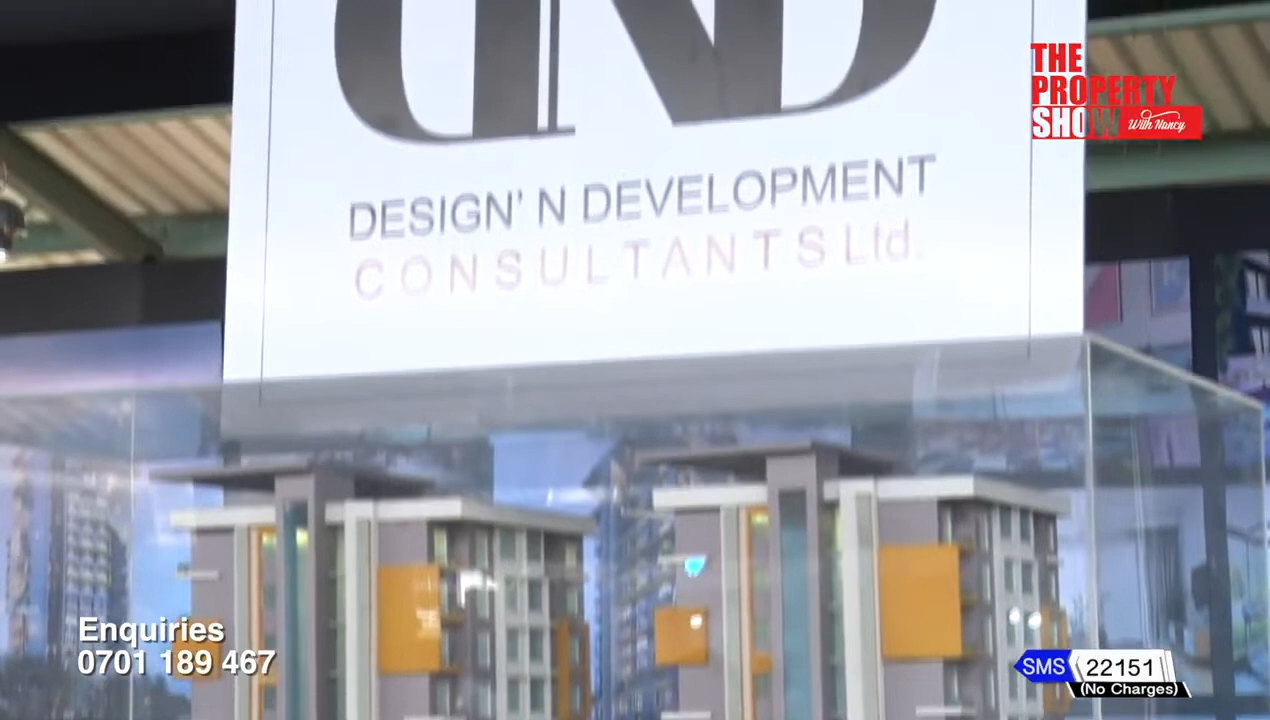 DND
DESIGN' N DEVELOPMENT
CONSULTANTS Ltd.
THE
PROPERTY
SHOW With Nancy
Enquiries
0701 189 467
SMS 22151
(No Charges)